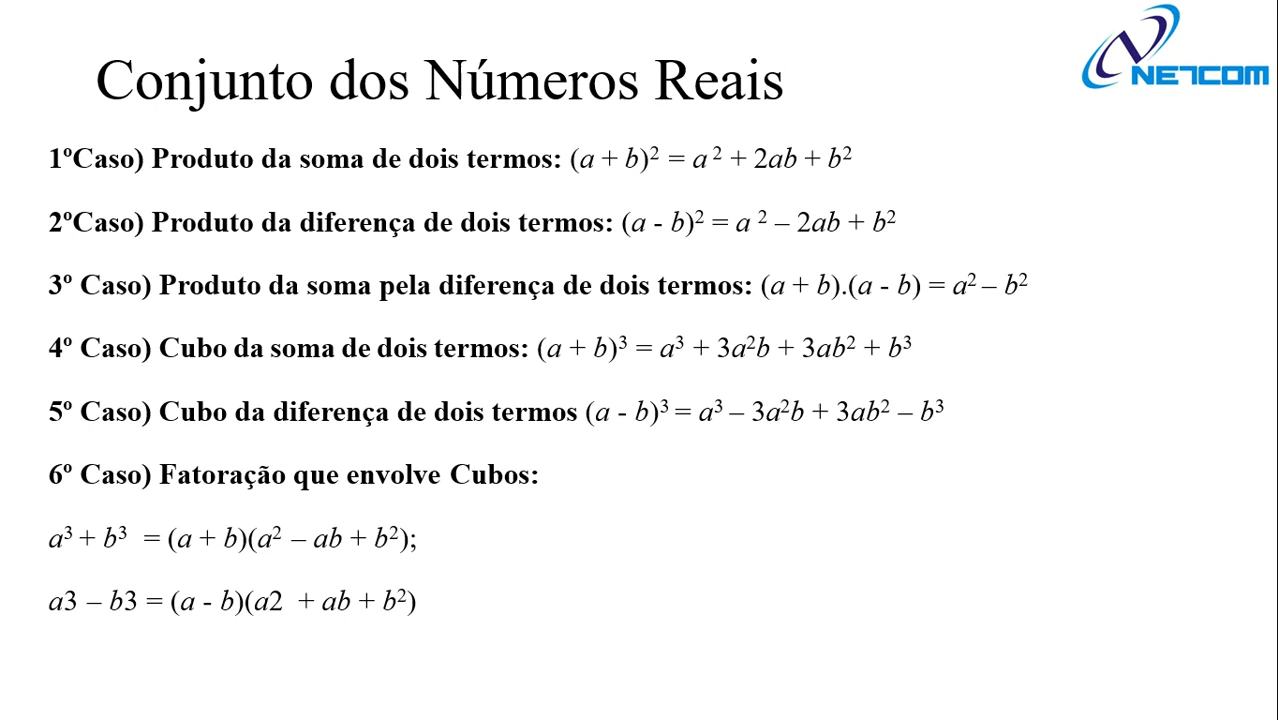 Conjunto dos Números Reais
NETCOM
1ºCaso) Produto da soma de dois termos: (a + b)² = a ² + 2ab + b²
2ºCaso) Produto da diferença de dois termos: (a - b)² = a ² – 2ab + b²
3º Caso) Produto da soma pela diferença de dois termos: (a + b).(a - b) = a² – b²
4º Caso) Cubo da soma de dois termos: (a + b)³ = a³ + 3a²b + 3ab² + b³
5º Caso) Cubo da diferença de dois termos (a - b)³ = a³ – 3a²b + 3ab² – b³
6º Caso) Fatoração que envolve Cubos:
a³ + b³ = (a + b)(a² – ab + b²);
a3 – b3 = (a - b)(a2 + ab + b²)